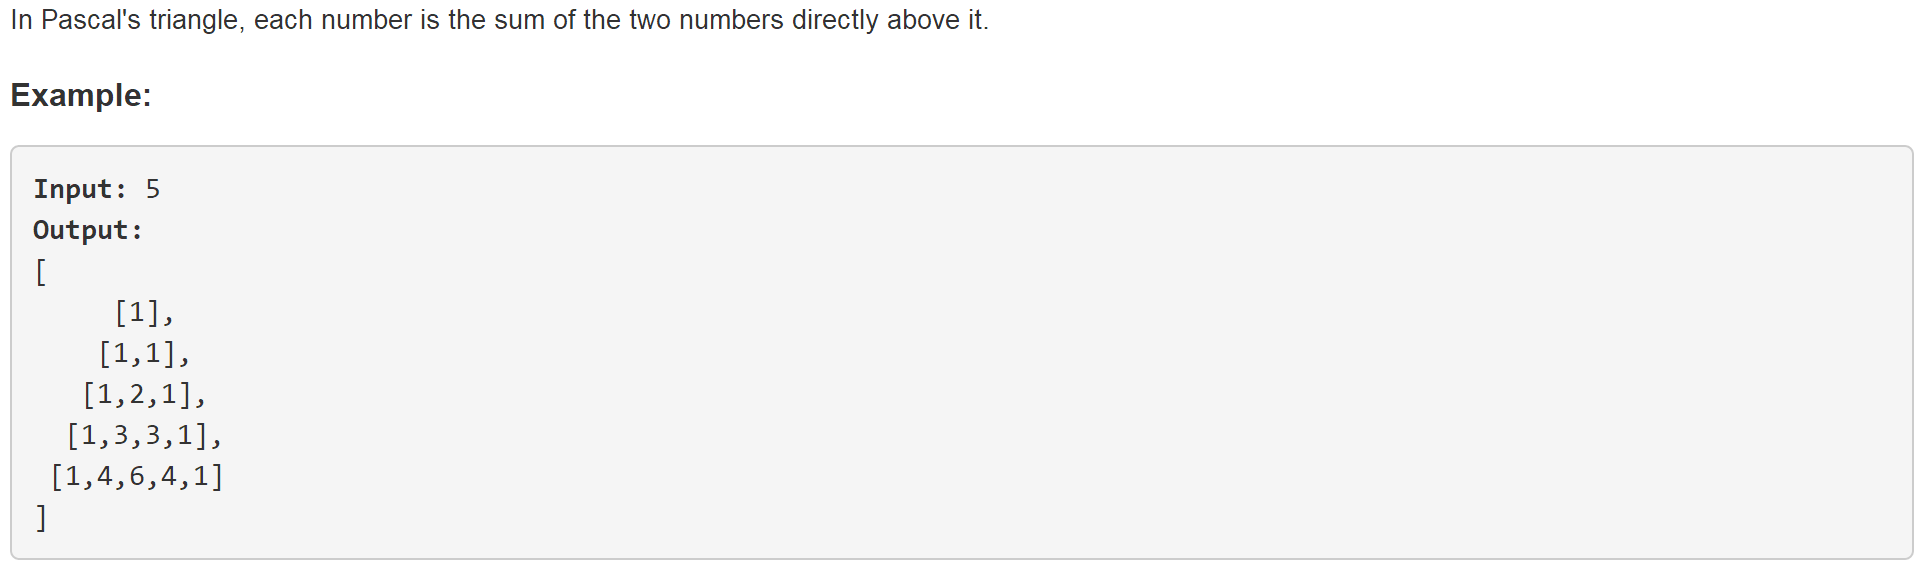 In Pascal's triangle, each number is the sum of the two numbers directly above it.
Example:
Input: 5
Output:
[
     [1],
    [1,1],
   [1,2,1],
  [1,3,3,1],
 [1,4,6,4,1]
]